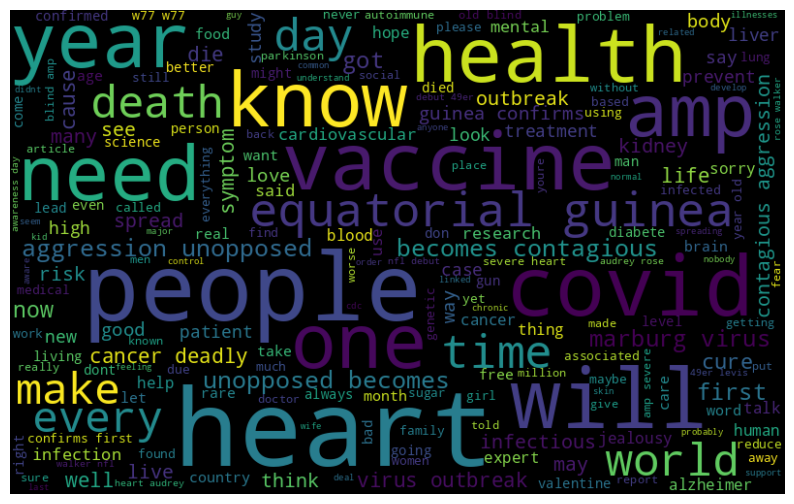 confirmed w77 w77 guy autoimmune old blind problem illnesses
year day health
food never please mental body
study hope liver
got say lung
die better might parkinson social
blind amp come still age
cause death know died outbreak prevent
without based debut 49er understand common related didnt develop rose walker
many see person science
guinea confirms using amp
symptom cardiovascular look treatment kidney
back anyone
article everything want place man
need vaccine
love life sorry
awareness day lead even called said youre normal infected
seem high spread real find don equatorial guinea year old
kid major men blood research diabete spreading
aggression unopposed becomes contagious brain
contagious aggression fear
control use worse order nfl debut severe heart audrey rose nobody
risk people case gun covid
aware medical linked cdc chronic
now way yet
good patient genetic one cancer thing made level getting
work new known marburg virus
living cancer deadly take time associated
really feeling dont due much free million maybe cure put
make help unopposed becomes will 49er levis
let rare always month sugar girl skin give amp severe care first
every doctor heart told word talk
wife bad family
confirms first found going women infectious jealousy probably human reduce
right infection expert may world away
sure well live country think virus outbreak
walker nfl heart audrey deal valentine report alzheimer support
lost